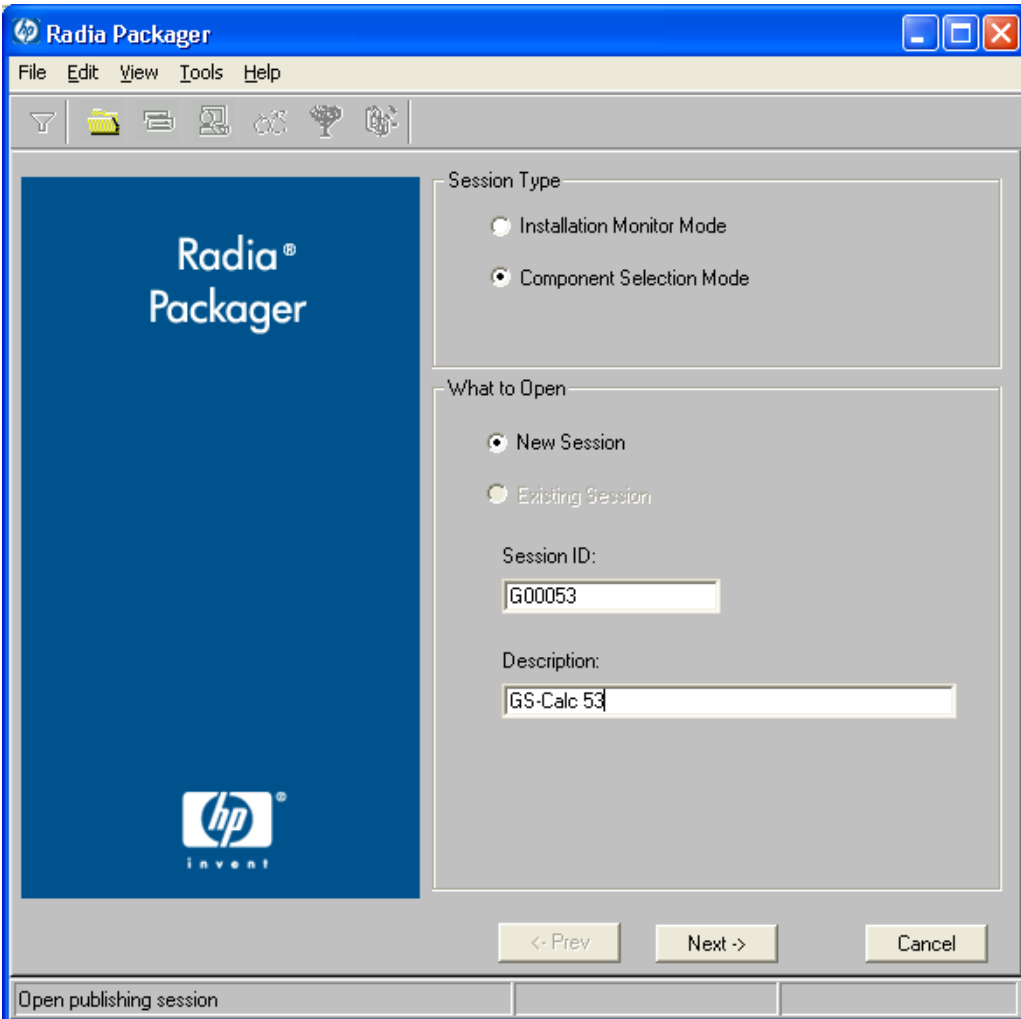 Radia Packager
File Edit View Tools Help
Radia®
Packager
hp®
invent
Session Type
Installation Monitor Mode
Component Selection Mode
What to Open
New Session
Existing Session
Session ID:
G00053
Description:
GS-Calc 53
<- Prev
Next ->
Cancel
Open publishing session